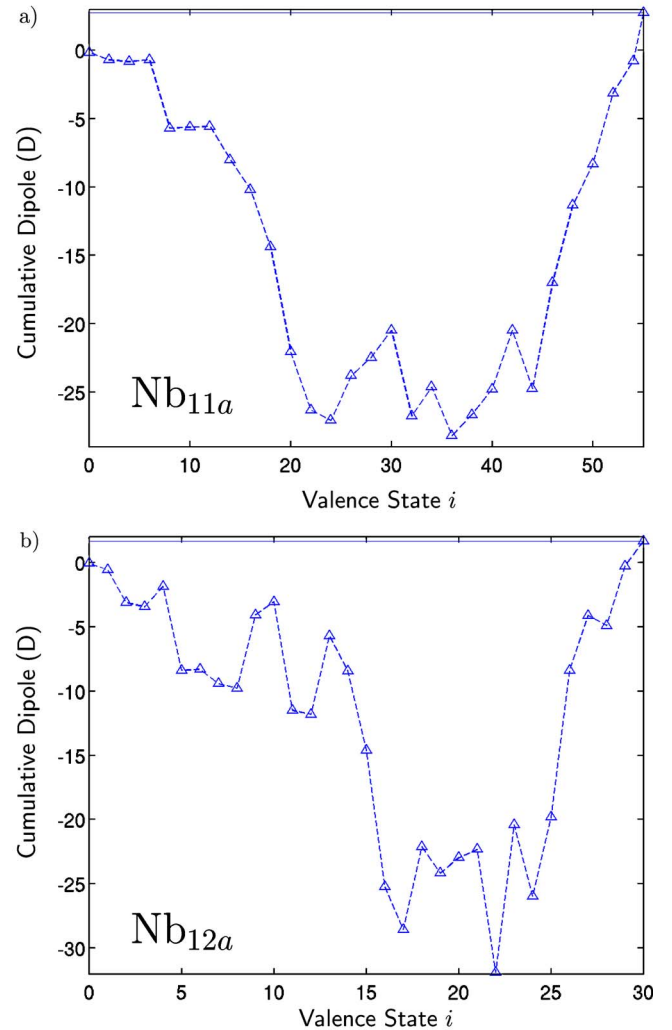 a)
0
-5
-10
-15
-20
-25
Cumulative Dipole (D)
Nb11a
0 10 20 30 40 50
Valence State i
b)
0
-5
-10
-15
-20
-25
-30
Cumulative Dipole (D)
Nb12a
0 5 10 15 20 25 30
Valence State i